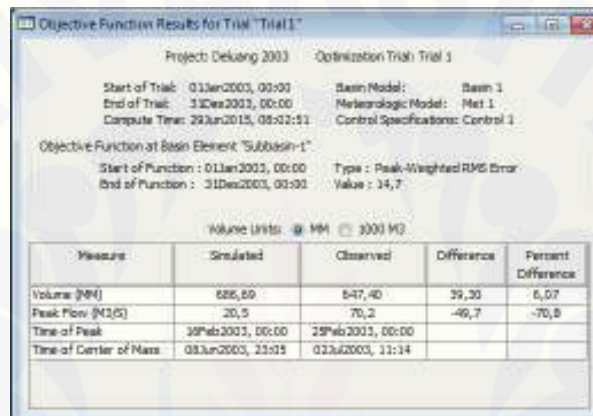 Objective Function Results for Trial "Trial 1"
Project: Deluang 2003 Optimization Trial: Trial 1
Start of Trial: 01Jan2003, 00:00 Basin Model: Basin 1
End of Trial: 31Des2003, 00:00 Meteorologic Model: Met 1
Compute Time: 29Jun2015, 08:02:51 Control Specifications: Control 1
Objective Function at Basin Element "Subbasin-1"
Start of Function : 01Jan2003, 00:00 Type : Peak-Weighted RMS Error
End of Function : 31Des2003, 00:00 Value : 14,7
Volume Units: MM 1000 M3
Measure Simulated Observed Difference Percent Difference
Volume (MM) 686,69 647,40 39,30 6,07
Peak Flow (M3/S) 20,5 70,2 -49,7 -70,8
Time of Peak 16Feb2003, 00:00 25Feb2003, 00:00
Time of Center of Mass 08Jun2003, 23:05 02Jul2003, 11:14